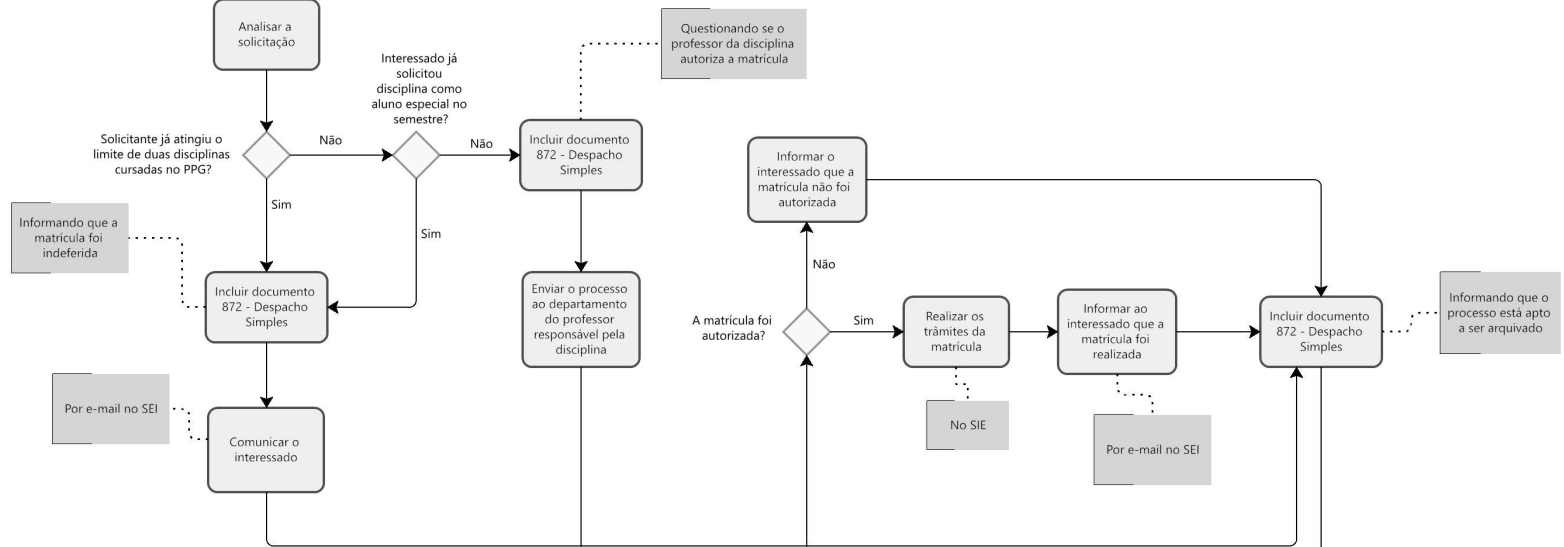 Analisar a
solicitação
Solicitante já atingiu o
limite de duas disciplinas
cursadas no PPG?
Não
Sim
Interessado já
solicitou
disciplina como
aluno especial no
semestre?
Não
Sim
Incluir documento
872 - Despacho
Simples
Questionando se o
professor da disciplina
autoriza a matrícula
Informando que a
matrícula foi
indeferida
Incluir documento
872 - Despacho
Simples
Enviar o processo
ao departamento
do professor
responsável pela
disciplina
Por e-mail no SEI
Comunicar o
interessado
Informar o
interessado que a
matrícula não foi
autorizada
Não
A matrícula foi
autorizada?
Sim
Realizar os
trâmites da
matrícula
No SIE
Informar ao
interessado que a
matrícula foi
realizada
Por e-mail no SEI
Incluir documento
872 - Despacho
Simples
Informando que o
processo está apto
a ser arquivado